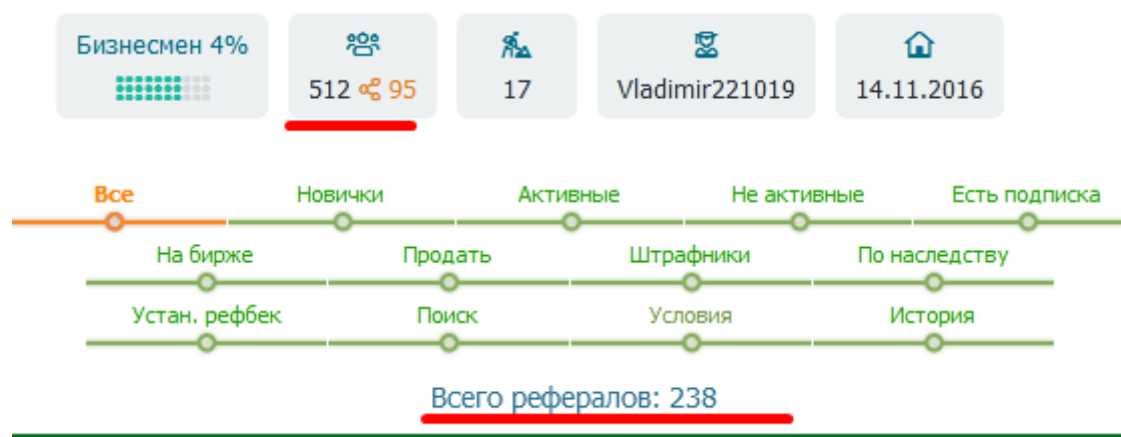 Бизнесмен 4%
512 95
17
Vladimir221019
14.11.2016
Все Новички Активные Не активные Есть подписка
На бирже Продать Штрафники По наследству
Устан. рефбек Поиск Условия История
Всего рефералов: 238